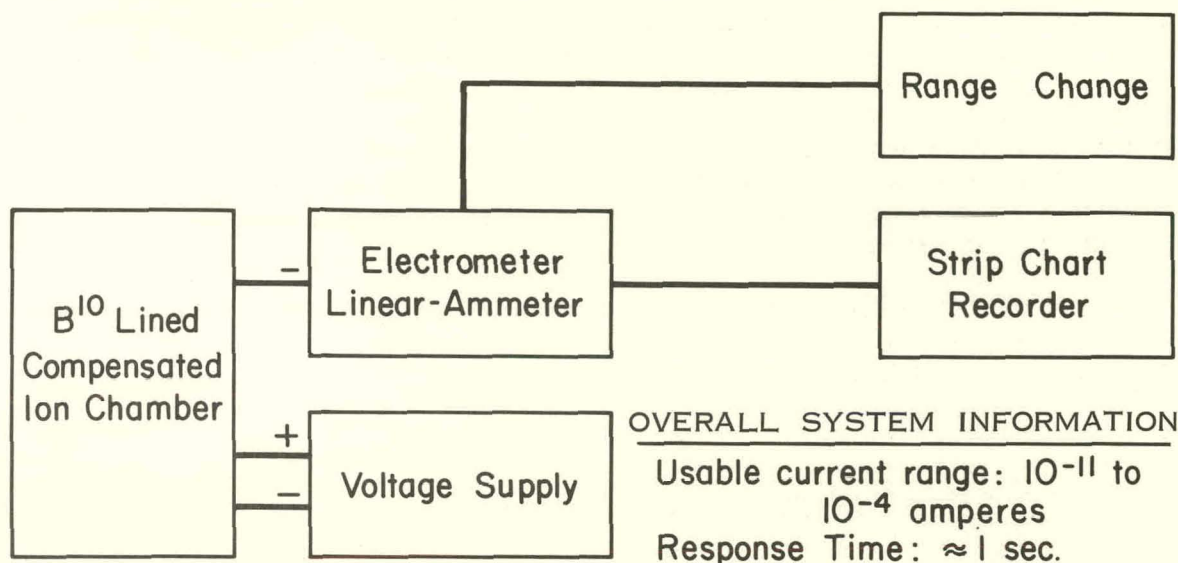 Range Change
Electrometer
Linear-Ammeter
Strip Chart
Recorder
B¹⁰ Lined
Compensated
Ion Chamber
−
+
−
Voltage Supply
OVERALL SYSTEM INFORMATION
Usable current range: 10⁻¹¹ to
10⁻⁴ amperes
Response Time: ≈ 1 sec.